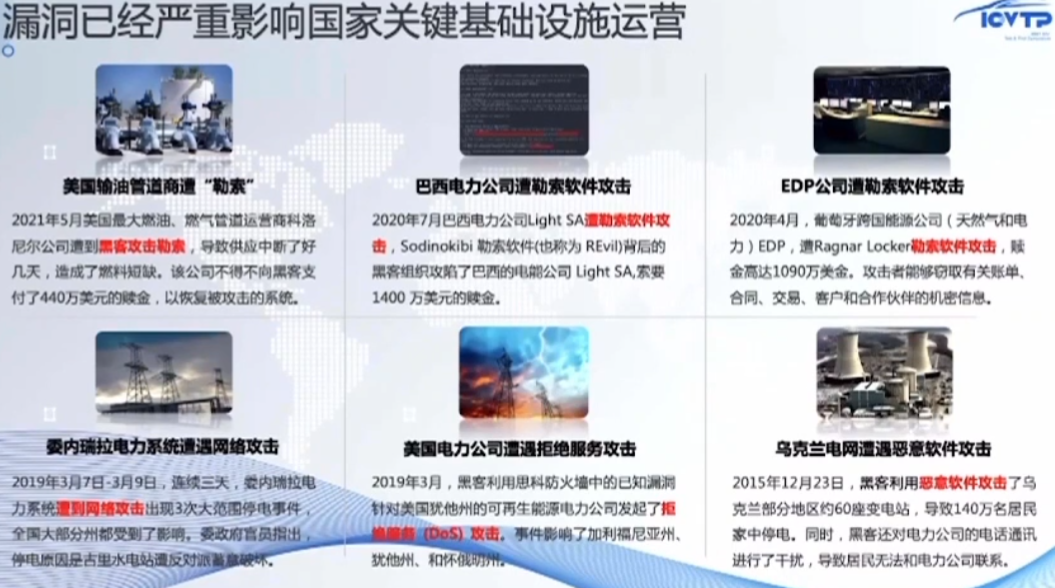 漏洞已经严重影响国家关键基础设施运营
ICVTP
美国输油管道商遭“勒索”
2021年5月美国最大燃油、燃气管道运营商科洛
尼尔公司遭到黑客攻击勒索，导致供应中断了好
几天，造成了燃料短缺。该公司不得不向黑客支
付了440万美元的赎金，以恢复被攻击的系统。
巴西电力公司遭勒索软件攻击
2020年7月巴西电力公司Light SA遭勒索软件攻
击，Sodinokibi 勒索软件(也称为 REvil)背后的
黑客组织攻陷了巴西的电能公司 Light SA,索要
1400 万美元的赎金。
EDP公司遭勒索软件攻击
2020年4月，葡萄牙跨国能源公司（天然气和电
力）EDP，遭Ragnar Locker勒索软件攻击，赎
金高达1090万美金。攻击者能够窃取有关账单、
合同、交易、客户和合作伙伴的机密信息。
委内瑞拉电力系统遭遇网络攻击
2019年3月7日-3月9日，连续三天，委内瑞拉电
力系统遭到网络攻击出现3次大范围停电事件，
全国大部分州都受到了影响。委政府官员指出，
停电原因是古里水电站遭反对派蓄意破坏。
美国电力公司遭遇拒绝服务攻击
2019年3月，黑客利用思科防火墙中的已知漏洞
针对美国犹他州的可再生能源电力公司发起了拒
绝服务 (DoS) 攻击。事件影响了加利福尼亚州、
犹他州、和怀俄明州。
乌克兰电网遭遇恶意软件攻击
2015年12月23日，黑客利用恶意软件攻击了乌
克兰部分地区约60座变电站，导致140万名居民
家中停电。同时，黑客还对电力公司的电话通讯
进行了干扰，导致居民无法和电力公司联系。